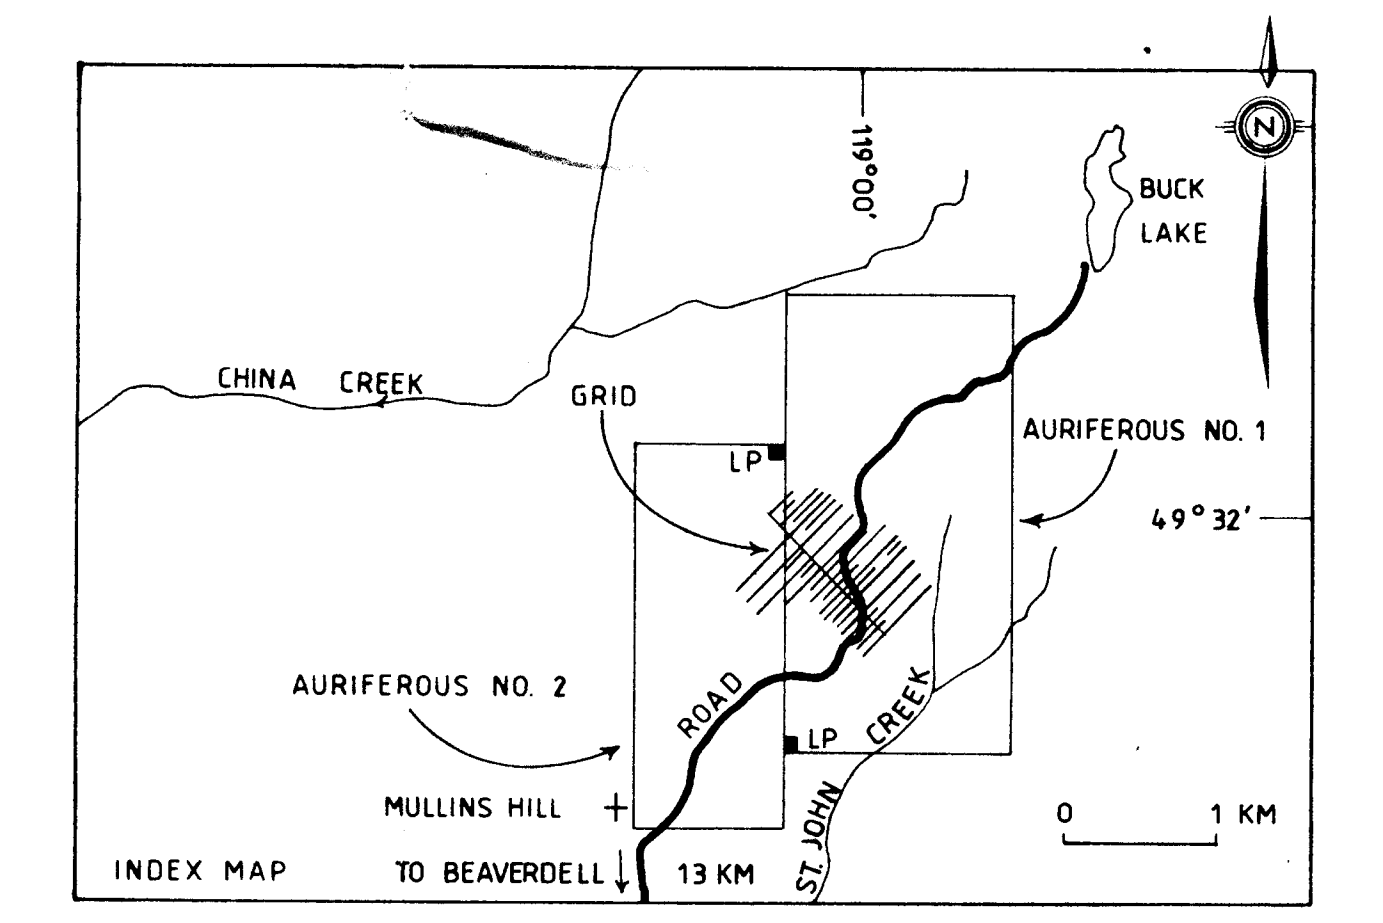 N
119°00'
BUCK
LAKE
CHINA CREEK
GRID
AURIFEROUS NO. 1
LP
49° 32'
AURIFEROUS NO. 2
ROAD
CREEK
LP
MULLINS HILL
ST. JOHN
0 1 KM
INDEX MAP
TO BEAVERDELL 13 KM